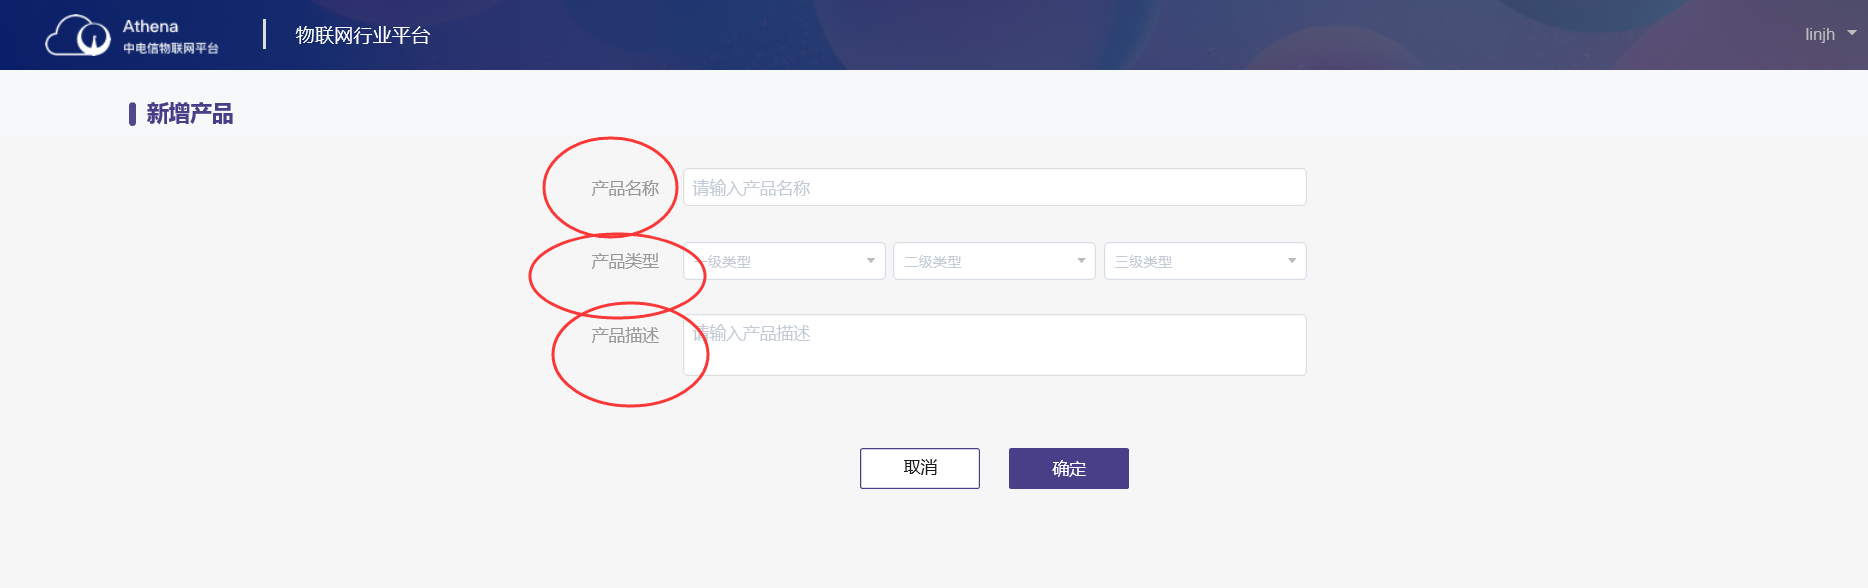 Athena
中电信物联网平台
物联网行业平台
linjh
新增产品
产品名称 请输入产品名称
产品类型 一级类型 二级类型 三级类型
产品描述 请输入产品描述
取消 确定